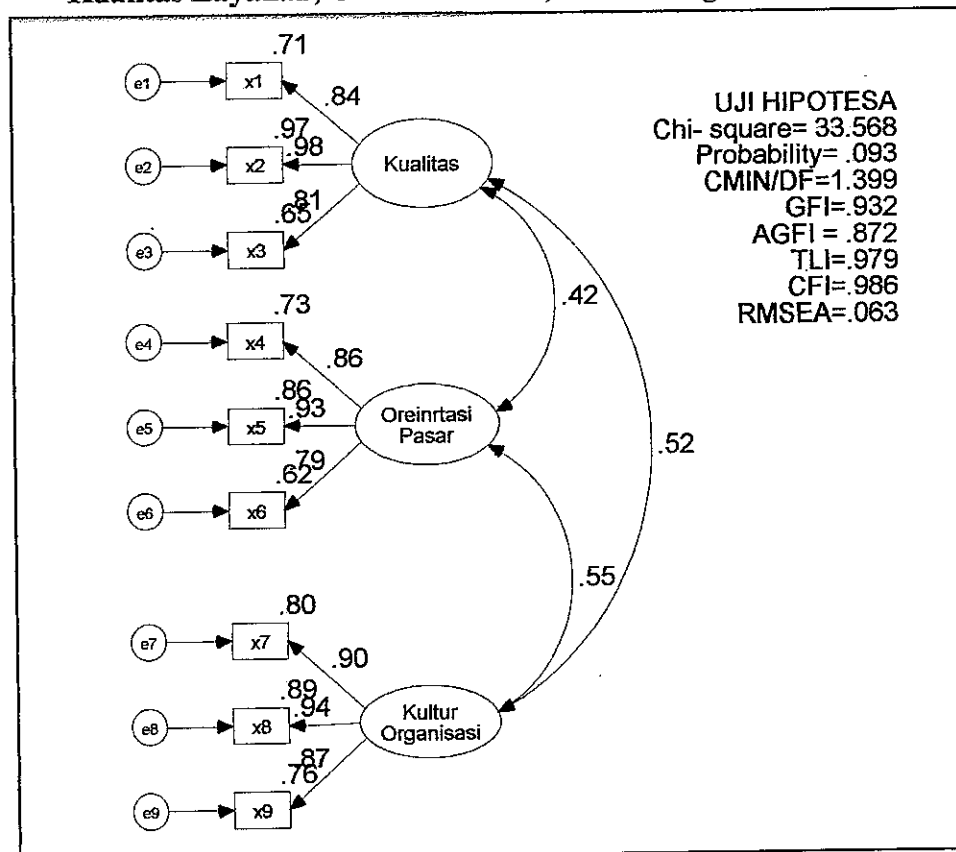 .71
e1
x1
.84
.97
e2
x2
.98
Kualitas
.81
.65
e3
x3
UJI HIPOTESA
Chi- square= 33.568
Probability= .093
CMIN/DF=1.399
GFI=.932
AGFI = .872
TLI=.979
CFI=.986
RMSEA=.063
.42
.73
e4
x4
.86
.86
e5
x5
.93
Oreinrtasi
Pasar
.79
.62
e6
x6
.52
.55
.80
e7
x7
.90
.89
e8
x8
.94
Kultur
Organisasi
.87
.76
e9
x9